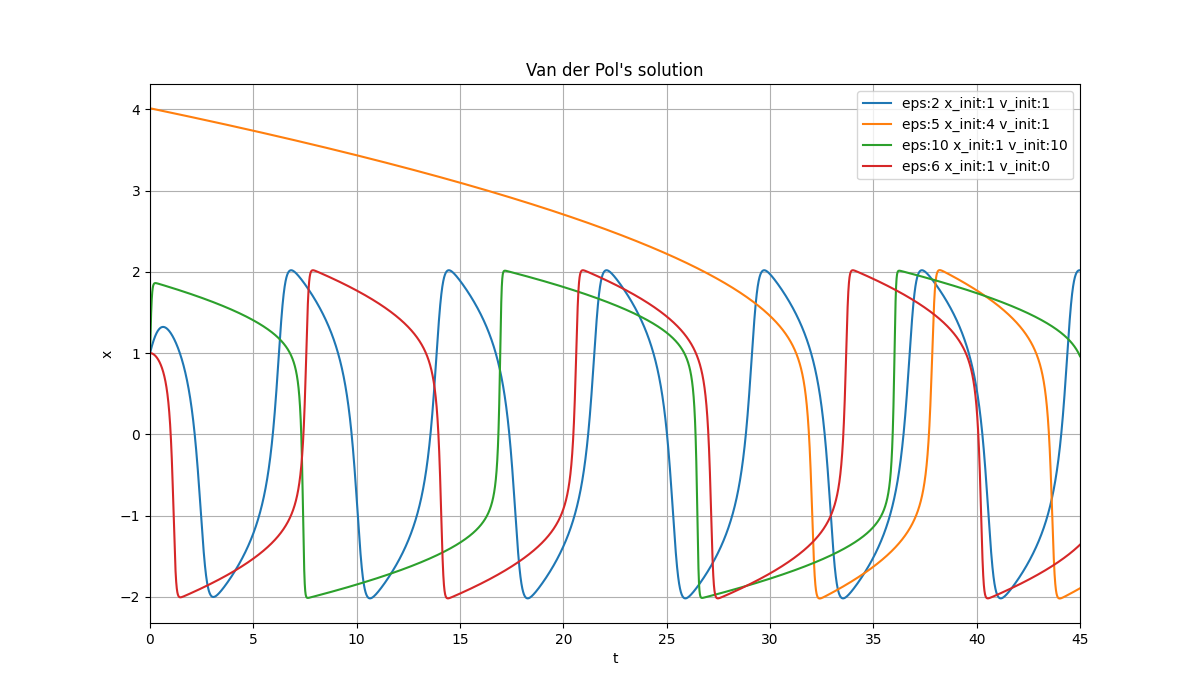 Van der Pol's solution
eps:2 x_init:1 v_init:1
eps:5 x_init:4 v_init:1
eps:10 x_init:1 v_init:10
eps:6 x_init:1 v_init:0
4
3
2
1
0
−1
−2
x
0 5 10 15 20 25 30 35 40 45
t